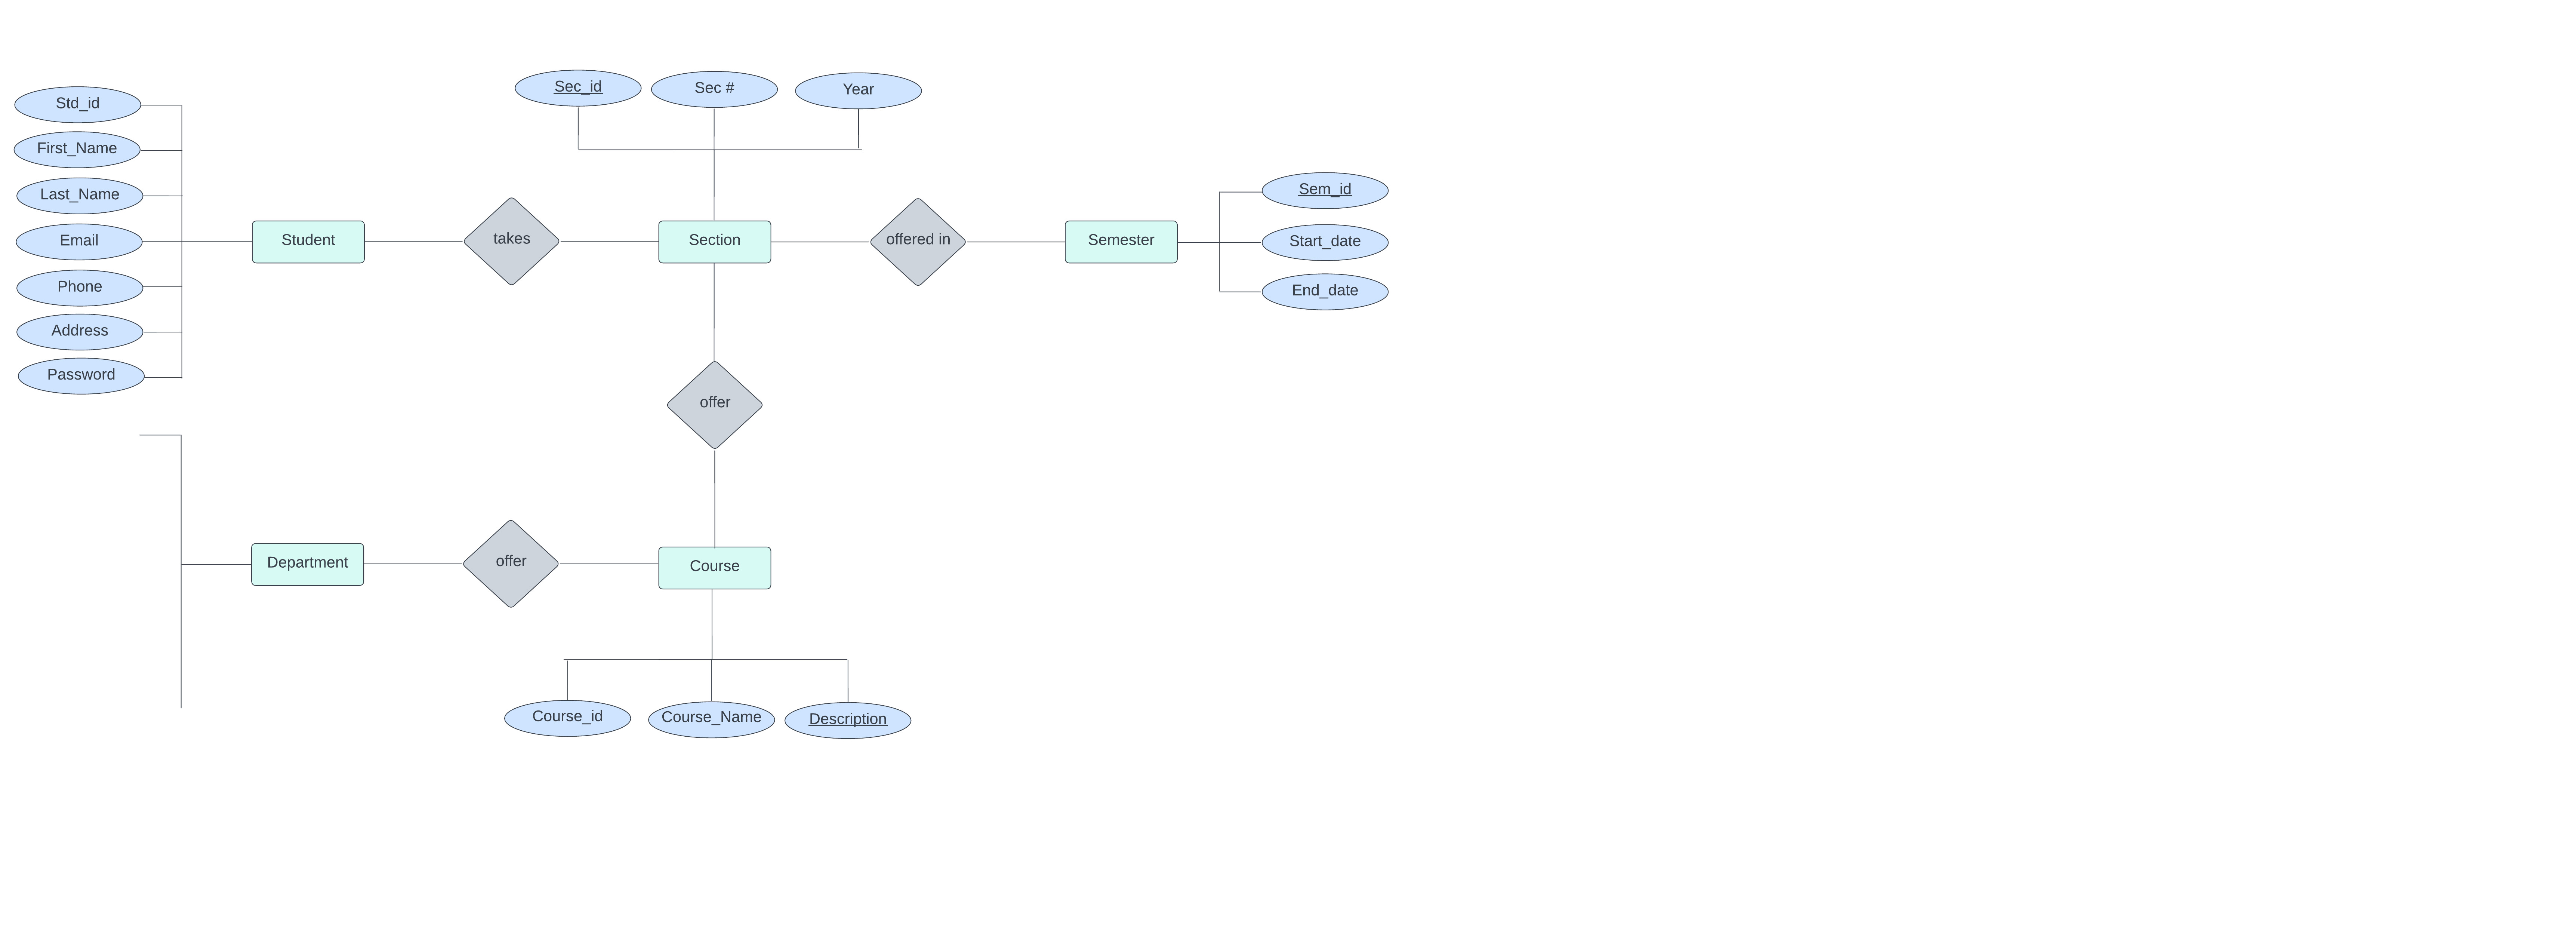 Sec_id
Sec #
Year
Std_id
First_Name
Last_Name
Email
Phone
Address
Password
Student
takes
Section
offered in
Semester
Sem_id
Start_date
End_date
offer
Department
offer
Course
Course_id
Course_Name
Description